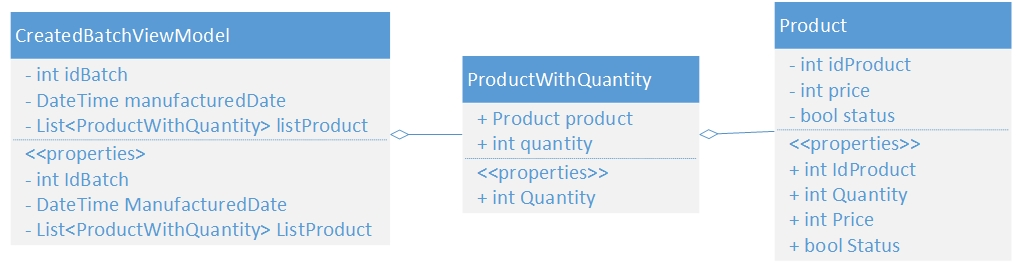 CreatedBatchViewModel
- int idBatch
- DateTime manufacturedDate
- List<ProductWithQuantity> listProduct
<<properties>
- int IdBatch
- DateTime ManufacturedDate
- List<ProductWithQuantity> ListProduct
ProductWithQuantity
+ Product product
+ int quantity
<<properties>>
+ int Quantity
Product
- int idProduct
- int price
- bool status
<<properties>>
+ int IdProduct
+ int Quantity
+ int Price
+ bool Status